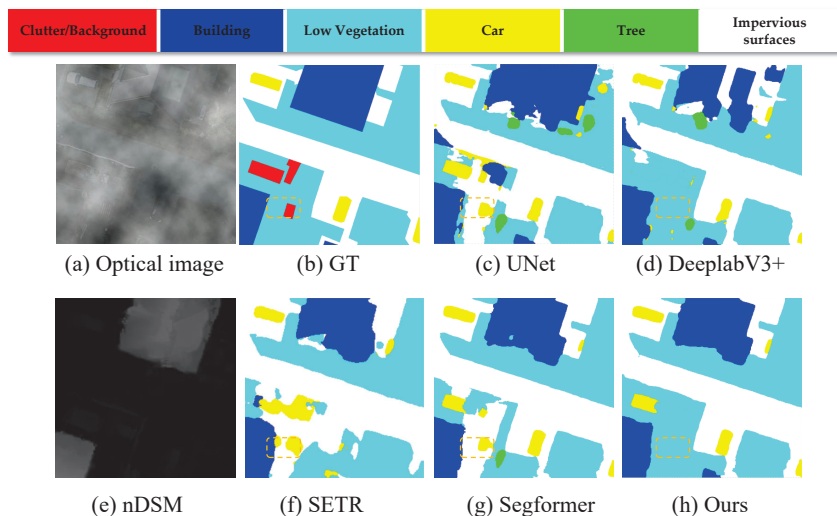 Clutter/Background Building Low Vegetation Car Tree Impervious
surfaces
(a) Optical image (b) GT (c) UNet (d) DeeplabV3+
(e) nDSM (f) SETR (g) Segformer (h) Ours